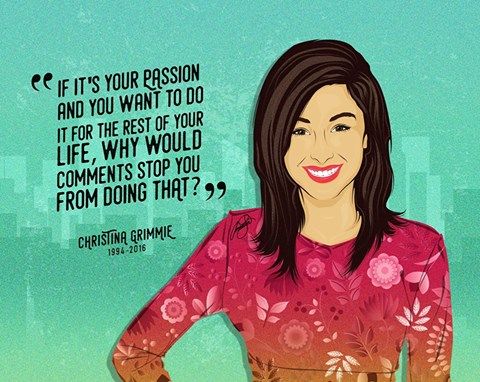 “IF IT'S YOUR PASSION
AND YOU WANT TO DO
IT FOR THE REST OF YOUR
LIFE, WHY WOULD
COMMENTS STOP YOU
FROM DOING THAT?”
CHRISTINA GRIMMIE
1994-2016